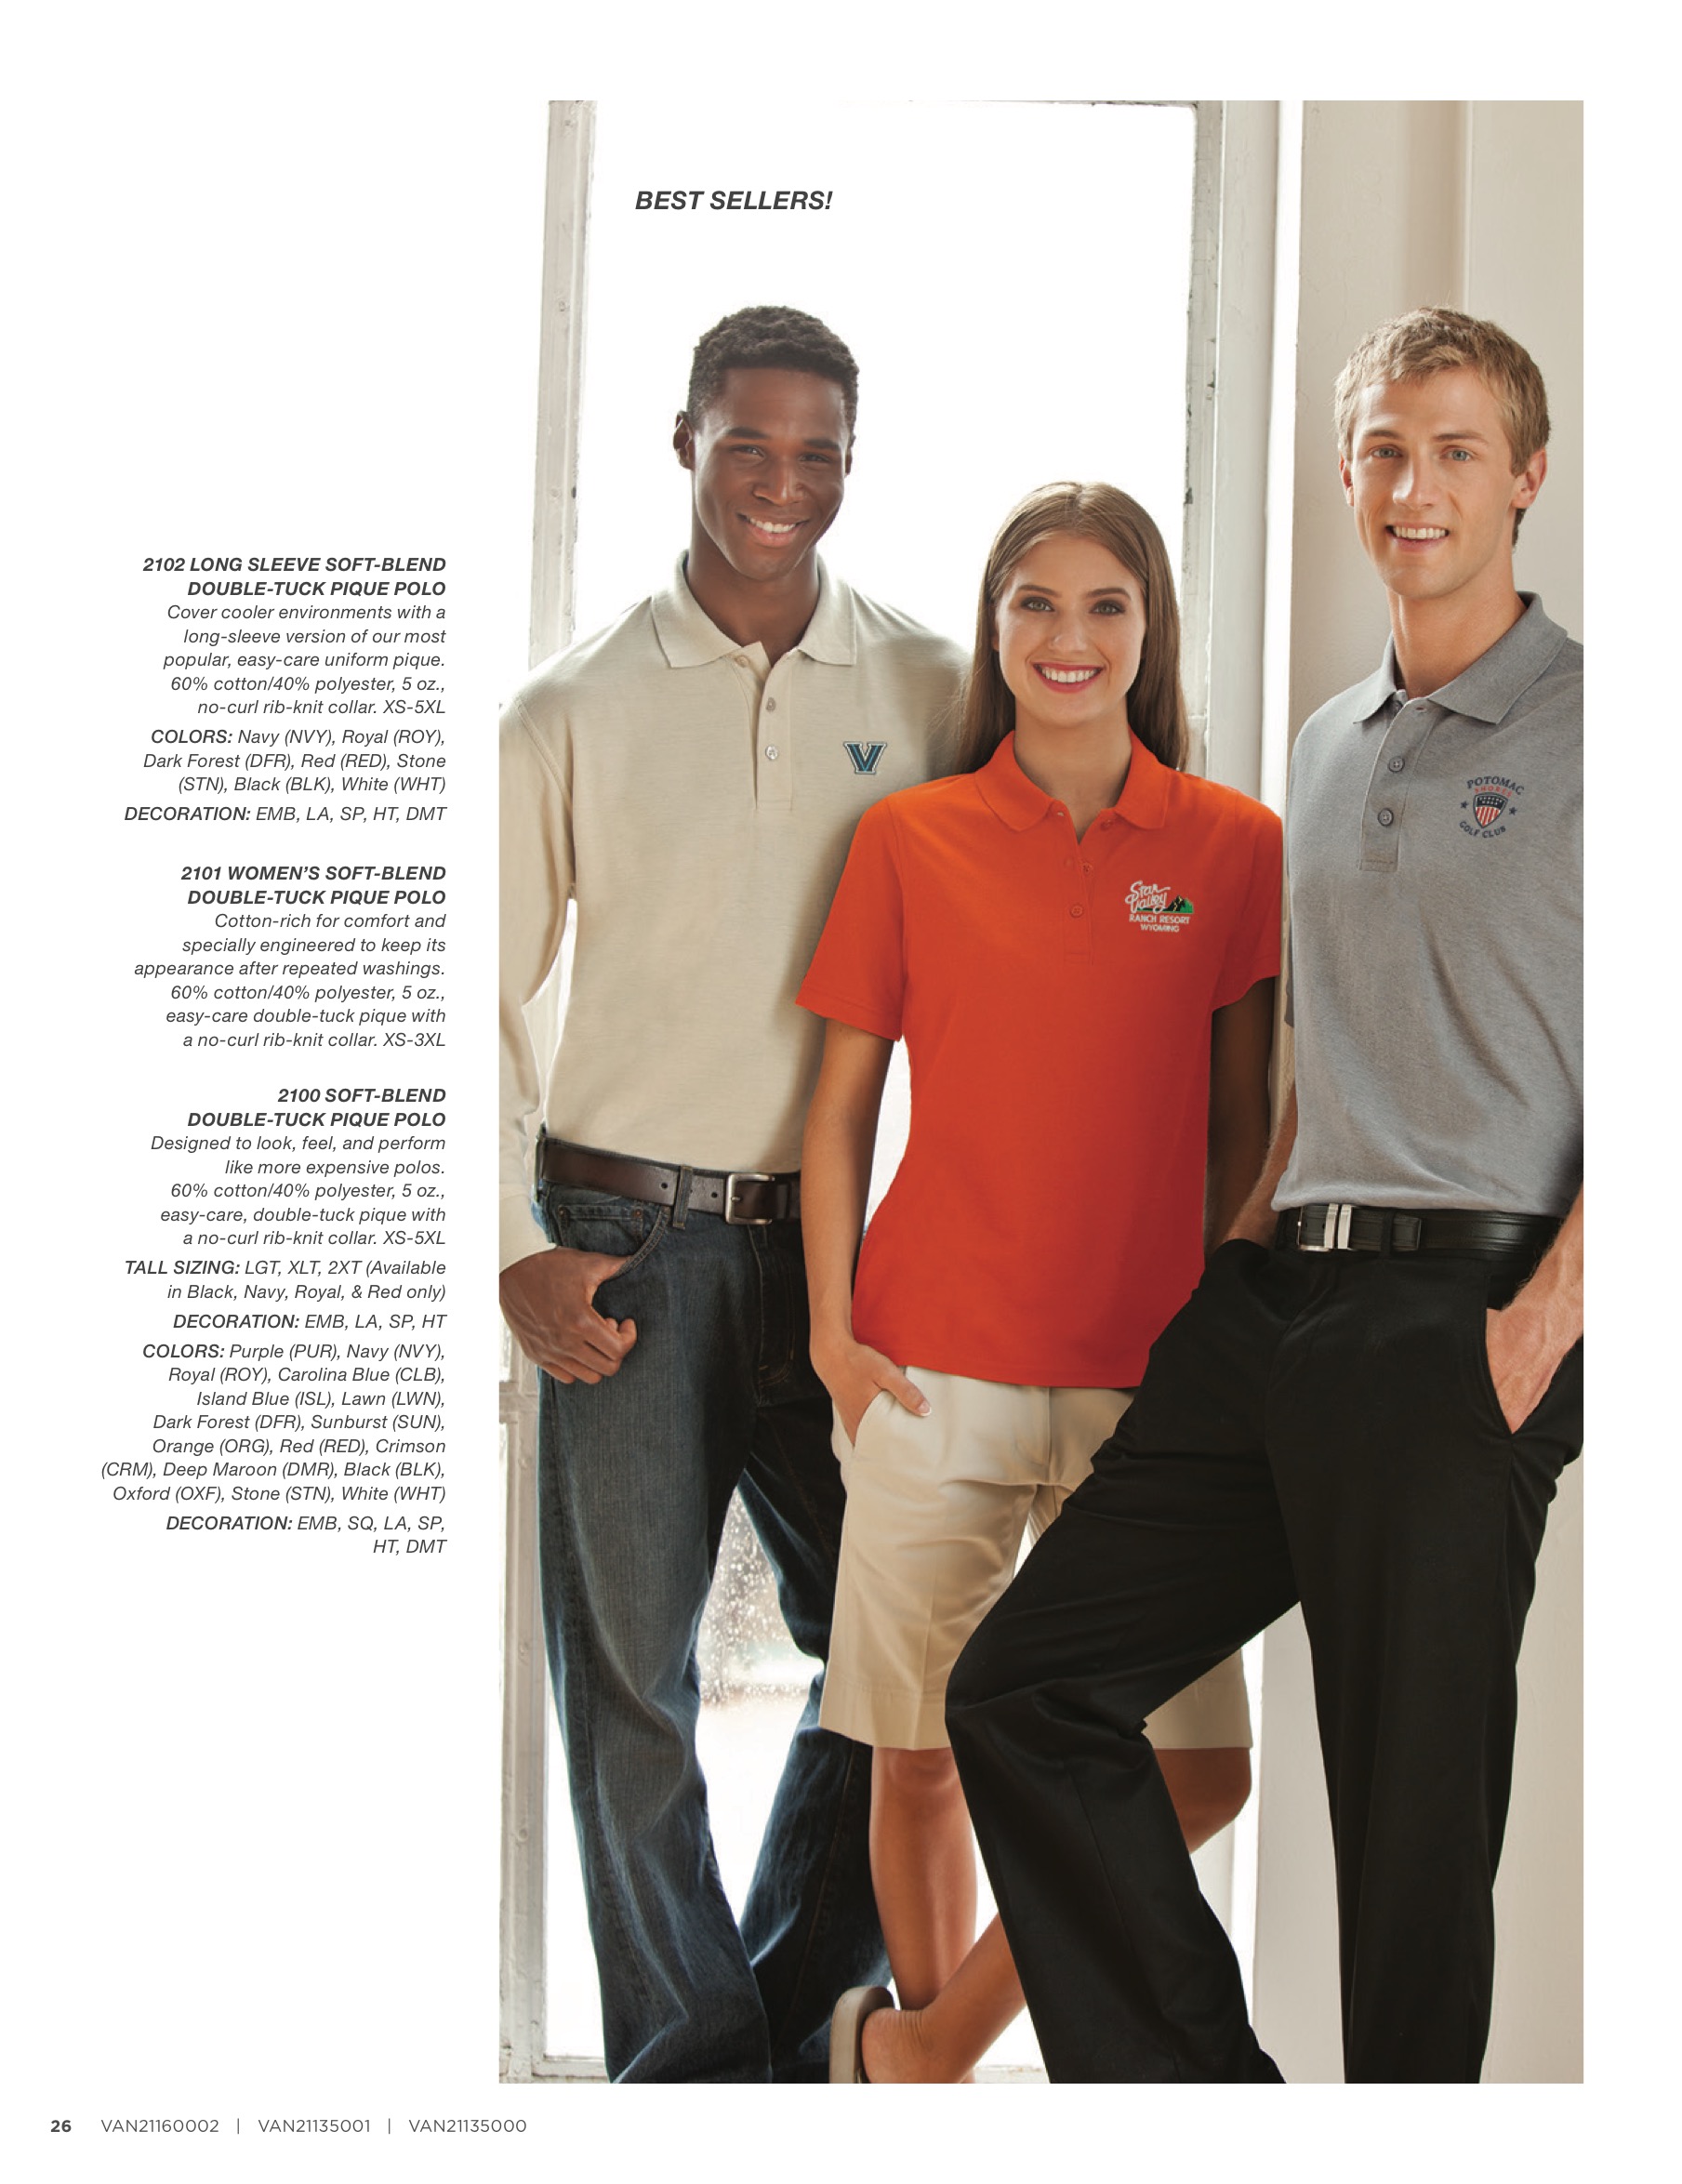 BEST SELLERS!
2102 LONG SLEEVE SOFT-BLEND
DOUBLE-TUCK PIQUE POLO
Cover cooler environments with a
long-sleeve version of our most
popular, easy-care uniform pique.
60% cotton/40% polyester, 5 oz.,
no-curl rib-knit collar. XS-5XL
COLORS: Navy (NVY), Royal (ROY),
Dark Forest (DFR), Red (RED), Stone
(STN), Black (BLK), White (WHT)
DECORATION: EMB, LA, SP, HT, DMT
2101 WOMEN’S SOFT-BLEND
DOUBLE-TUCK PIQUE POLO
Cotton-rich for comfort and
specially engineered to keep its
appearance after repeated washings.
60% cotton/40% polyester, 5 oz.,
easy-care double-tuck pique with
a no-curl rib-knit collar. XS-3XL
2100 SOFT-BLEND
DOUBLE-TUCK PIQUE POLO
Designed to look, feel, and perform
like more expensive polos.
60% cotton/40% polyester, 5 oz.,
easy-care, double-tuck pique with
a no-curl rib-knit collar. XS-5XL
TALL SIZING: LGT, XLT, 2XT (Available
in Black, Navy, Royal, & Red only)
DECORATION: EMB, LA, SP, HT
COLORS: Purple (PUR), Navy (NVY),
Royal (ROY), Carolina Blue (CLB),
Island Blue (ISL), Lawn (LWN),
Dark Forest (DFR), Sunburst (SUN),
Orange (ORG), Red (RED), Crimson
(CRM), Deep Maroon (DMR), Black (BLK),
Oxford (OXF), Stone (STN), White (WHT)
DECORATION: EMB, SQ, LA, SP,
HT, DMT
V
Star
Valley
RANCH RESORT
WYOMING
POTOMAC
SHORES
GOLF CLUB
26 VAN21160002 | VAN21135001 | VAN21135000